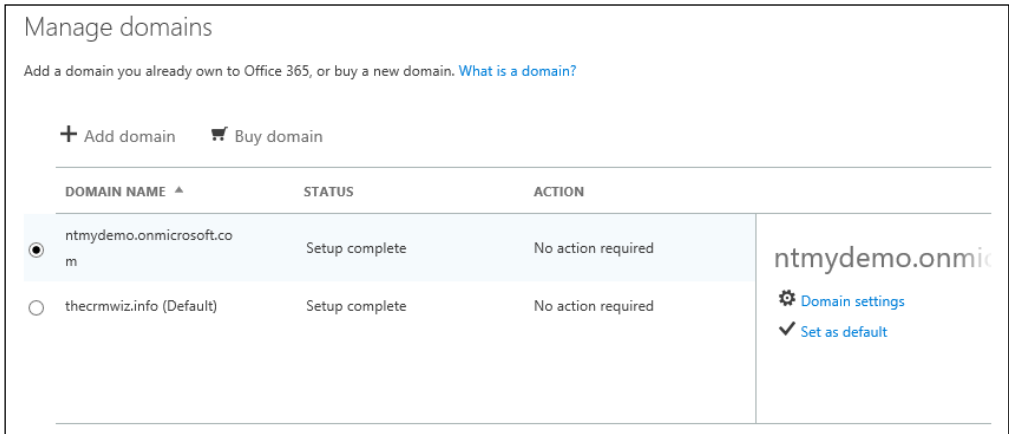 Manage domains
Add a domain you already own to Office 365, or buy a new domain. What is a domain?
Add domain Buy domain
DOMAIN NAME STATUS ACTION
ntmydemo.onmicrosoft.co
m
Setup complete No action required
thecrmwiz.info (Default) Setup complete No action required
ntmydemo.onmic
Domain settings
Set as default